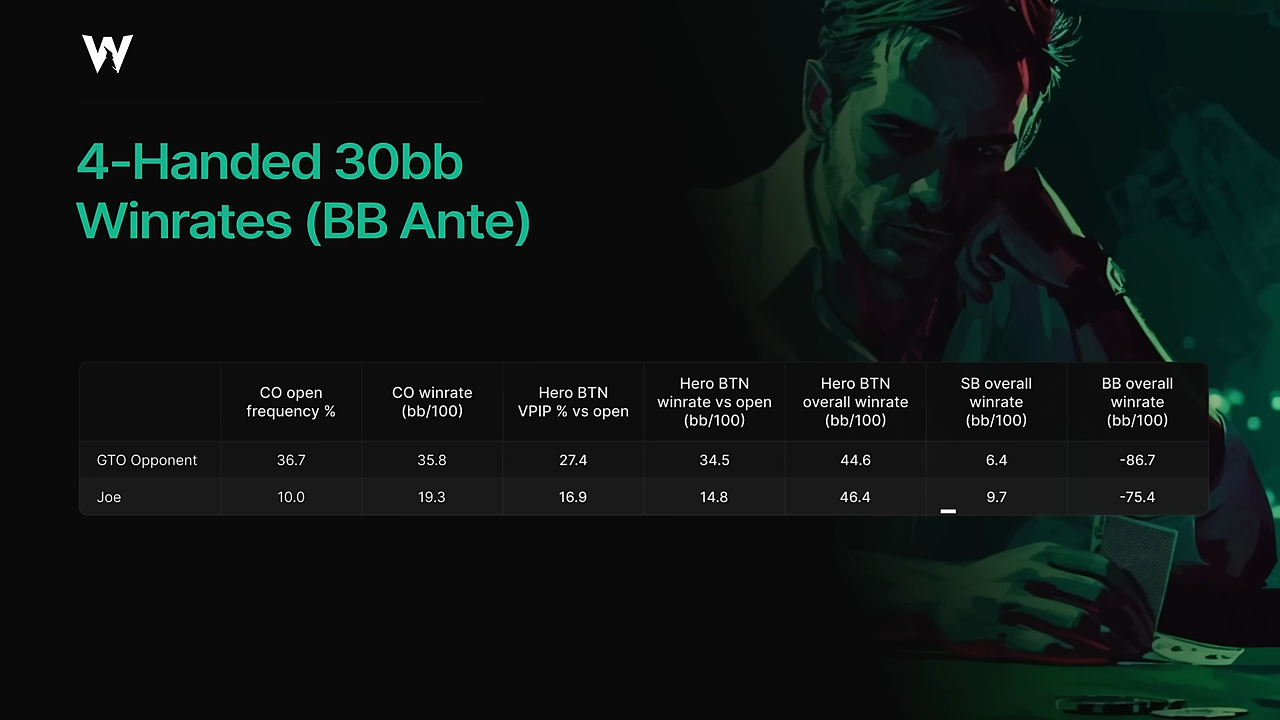 W
4-Handed 30bb
Winrates (BB Ante)
CO open
frequency %
CO winrate
(bb/100)
Hero BTN
VPIP % vs open
Hero BTN
winrate vs open
(bb/100)
Hero BTN
overall winrate
(bb/100)
SB overall
winrate
(bb/100)
BB overall
winrate
(bb/100)
GTO Opponent 36.7 35.8 27.4 34.5 44.6 6.4 -86.7
Joe 10.0 19.3 16.9 14.8 46.4 9.7 -75.4